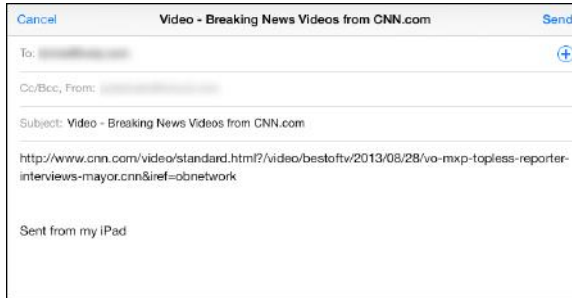 Cancel Video - Breaking News Videos from CNN.com Send
To:
Cc/Bcc, From:
Subject: Video - Breaking News Videos from CNN.com
http://www.cnn.com/video/standard.html?/video/bestoftv/2013/08/28/vo-mxp-topless-reporter-
interviews-mayor.cnn&iref=obnetwork
Sent from my iPad